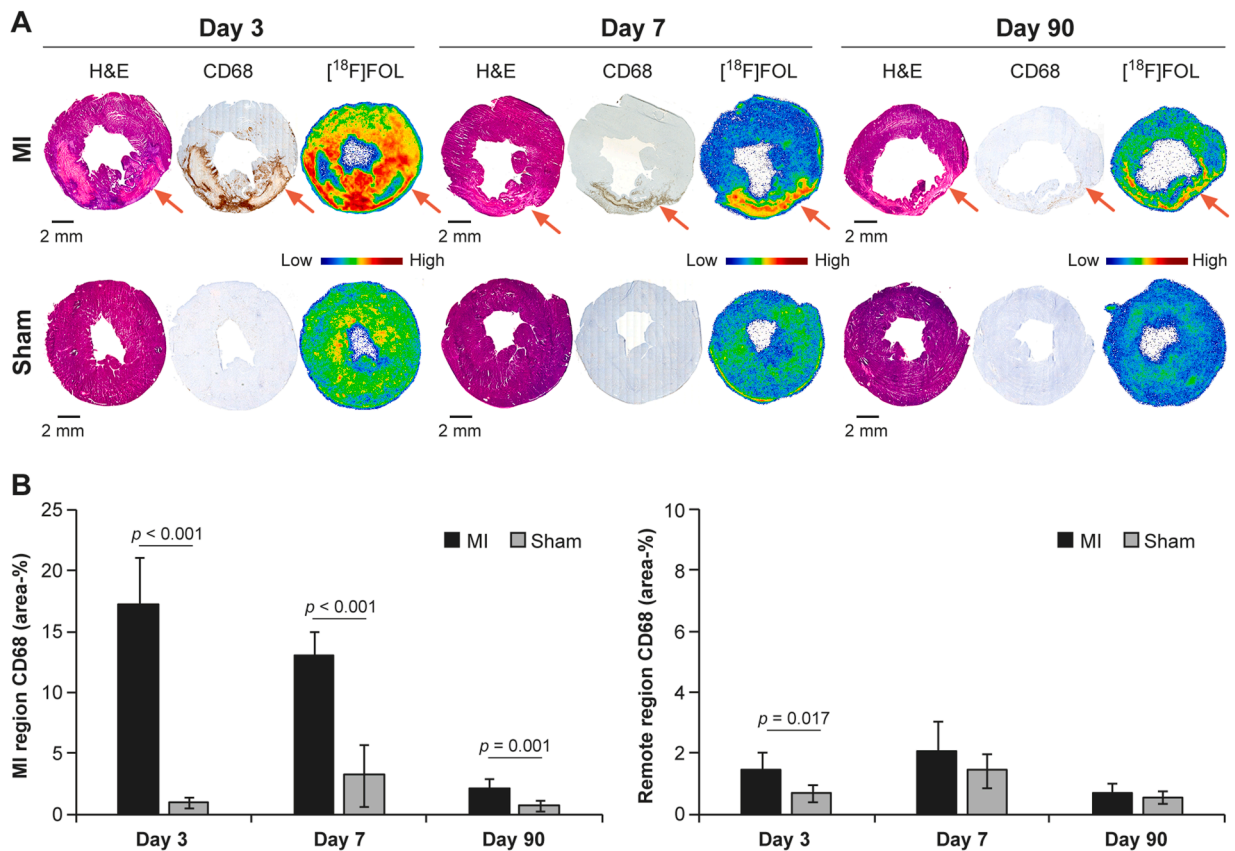 A
Day 3
Day 7
Day 90
H&E
CD68
[¹⁸F]FOL
H&E
CD68
[¹⁸F]FOL
H&E
CD68
[¹⁸F]FOL
MI
2 mm
2 mm
2 mm
Low
High
Low
High
Low
High
Sham
2 mm
2 mm
2 mm
B
MI region CD68 (area-%)
25
20
15
10
5
0
p < 0.001
p < 0.001
p = 0.001
MI
Sham
Day 3
Day 7
Day 90
Remote region CD68 (area-%)
10
8
6
4
2
0
p = 0.017
MI
Sham
Day 3
Day 7
Day 90